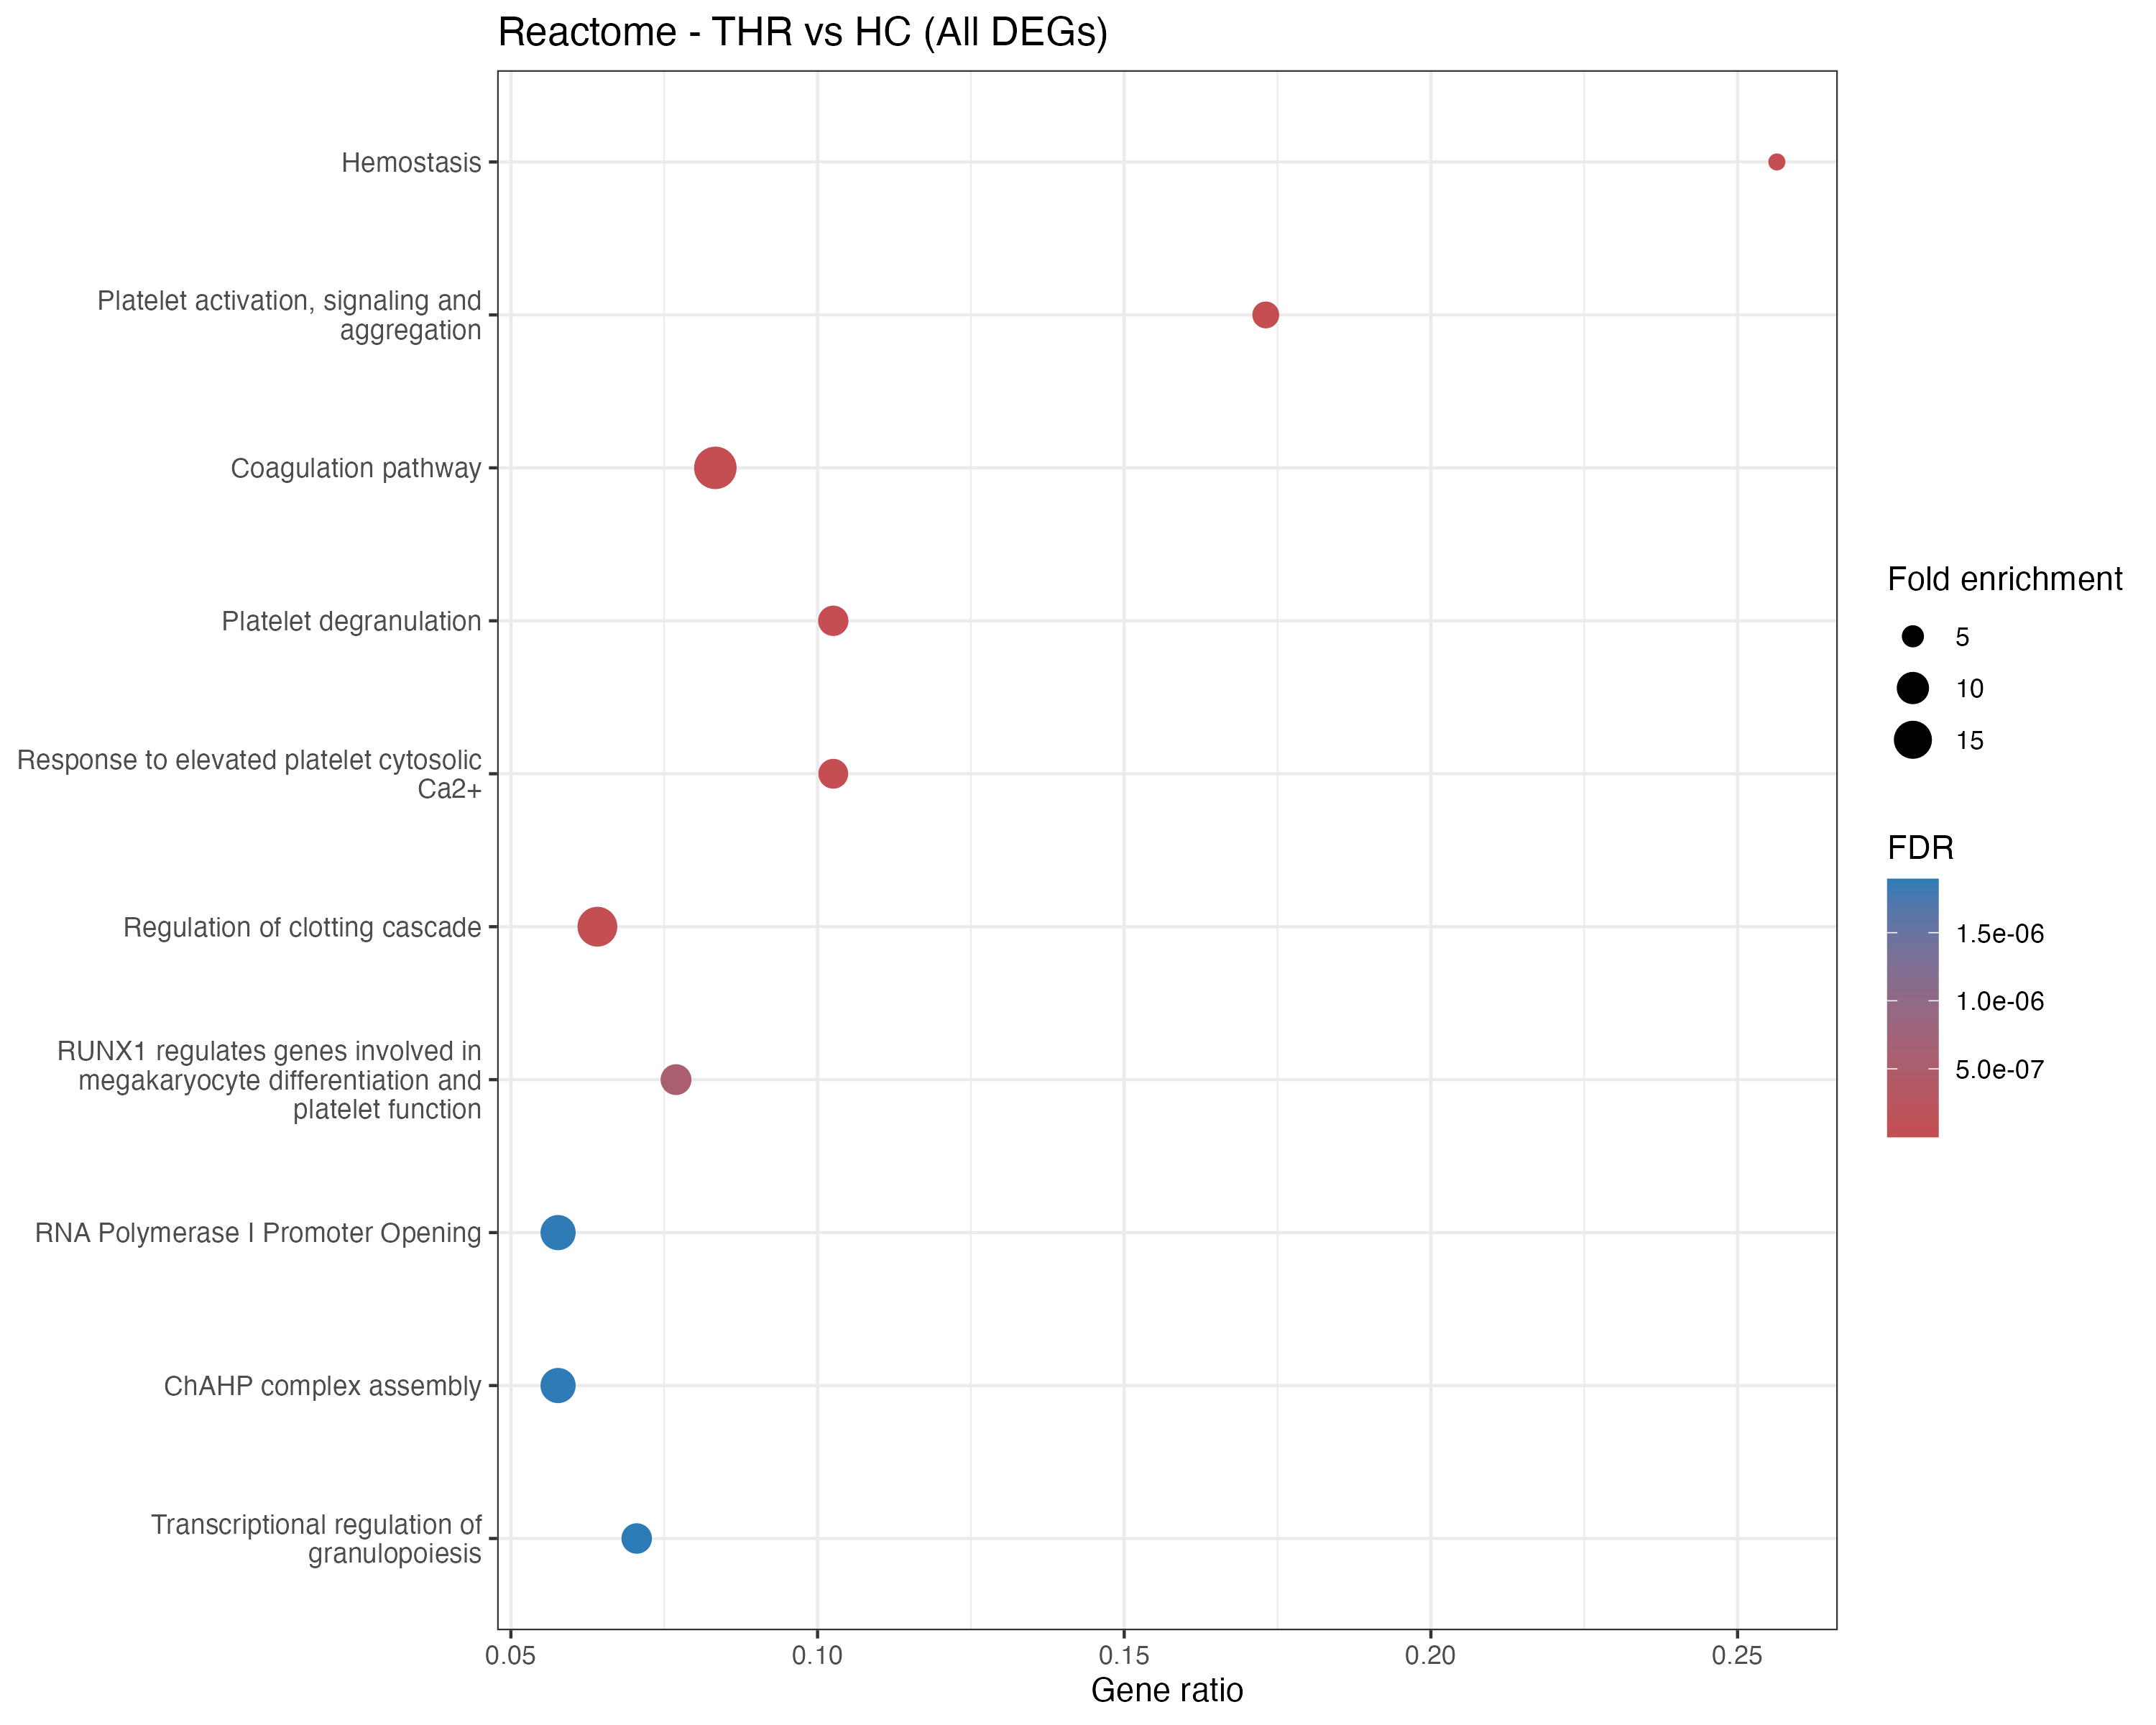 Reactome - THR vs HC (All DEGs)
Hemostasis
Platelet activation, signaling and
aggregation
Coagulation pathway
Platelet degranulation
Response to elevated platelet cytosolic
Ca2+
Regulation of clotting cascade
RUNX1 regulates genes involved in
megakaryocyte differentiation and
platelet function
RNA Polymerase I Promoter Opening
ChAHP complex assembly
Transcriptional regulation of
granulopoiesis
0.05
0.10
0.15
0.20
0.25
Gene ratio
Fold enrichment
5
10
15
FDR
1.5e-06
1.0e-06
5.0e-07